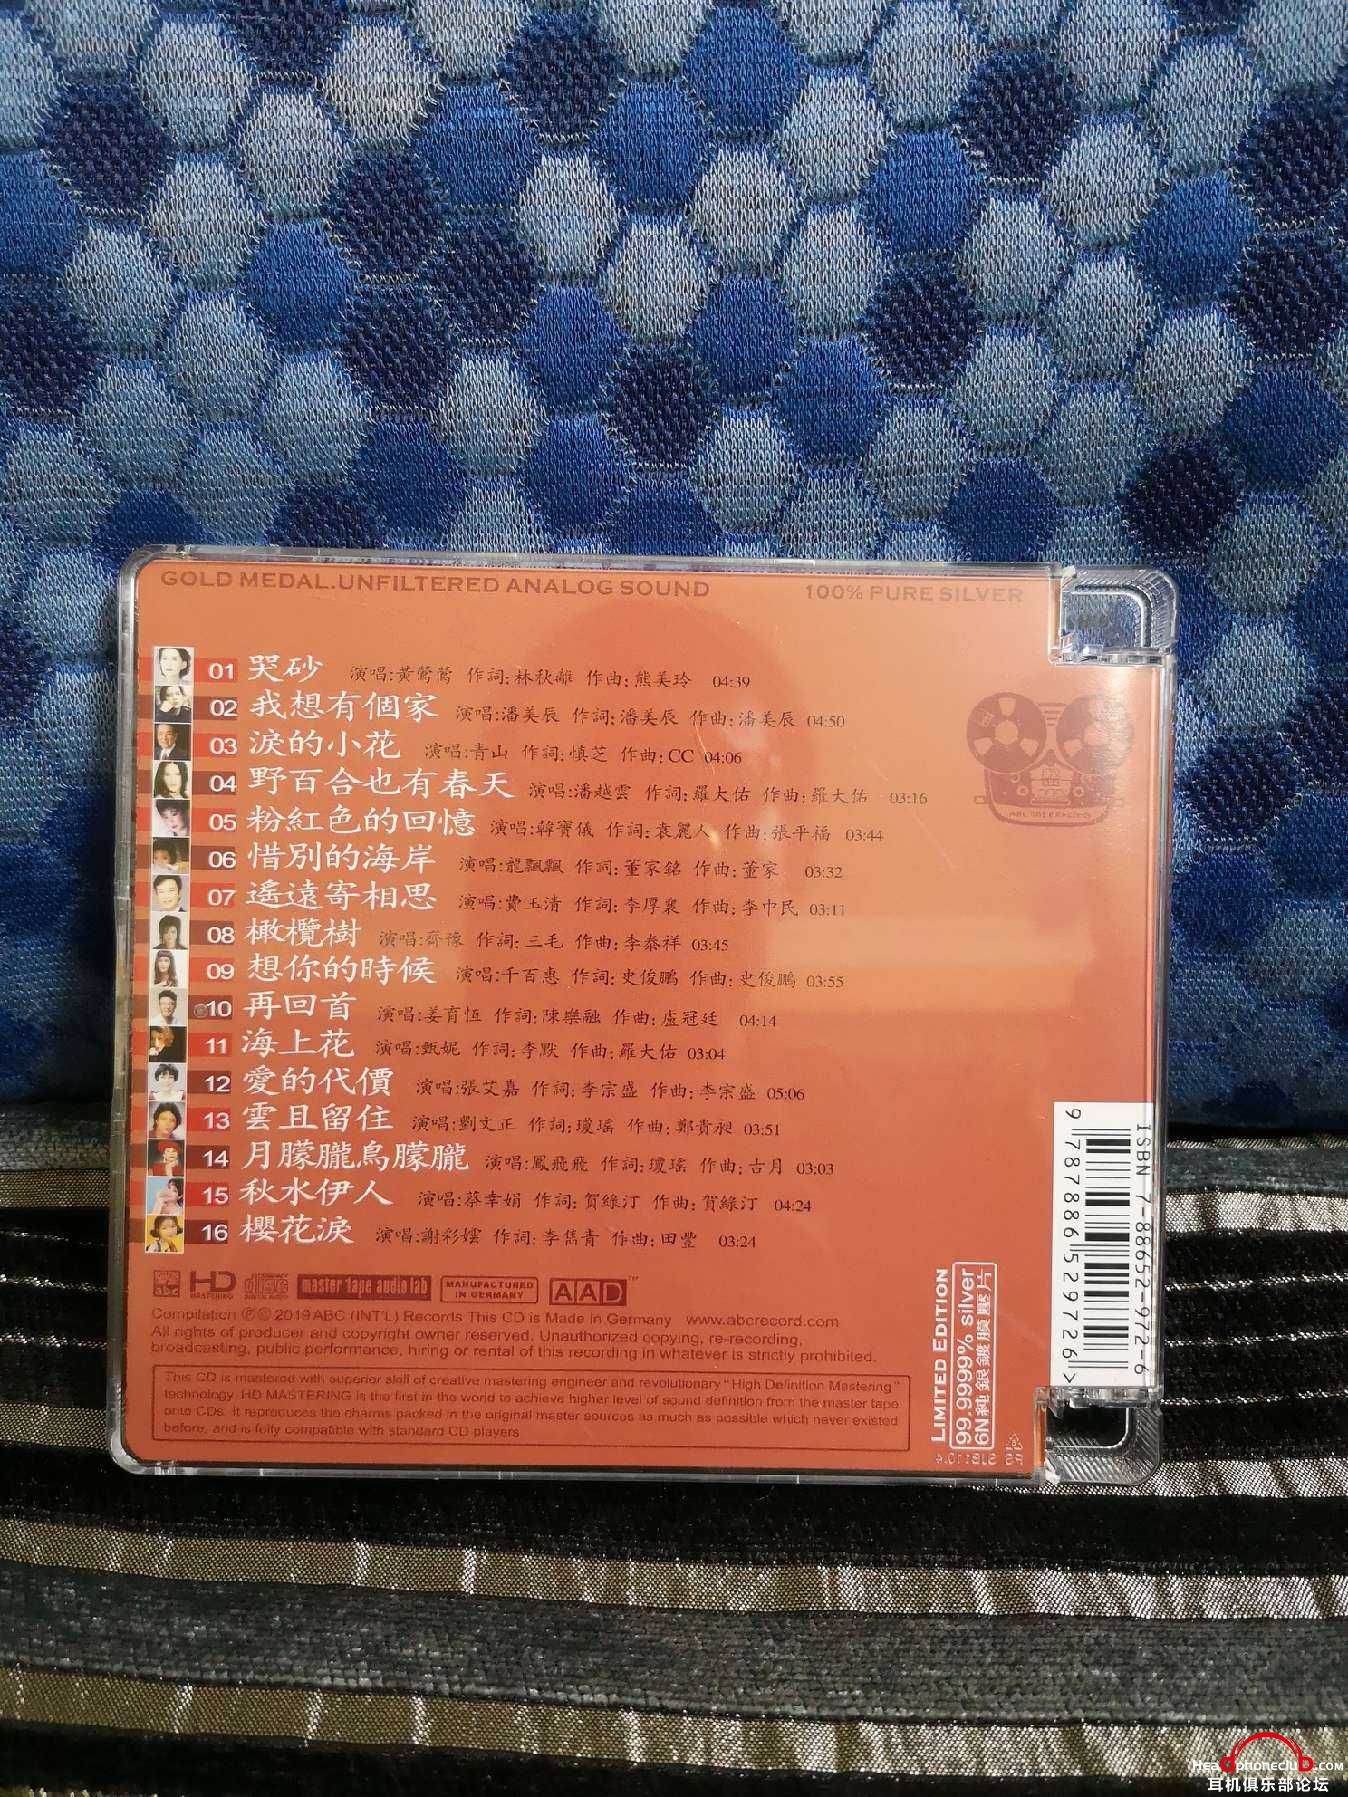 GOLD MEDAL.UNFILTERED ANALOG SOUND 100% PURE SILVER
01 哭砂 演唱:黃鶯鶯 作詞:林秋離 作曲:熊美玲 04:39
02 我想有個家 演唱:潘美辰 作詞:潘美辰 作曲:潘美辰 04:50
03 淚的小花 演唱:青山 作詞:慎芝 作曲:CC 04:06
04 野百合也有春天 演唱:潘越雲 作詞:羅大佑 作曲:羅大佑 03:16
05 粉紅色的回憶 演唱:韓寶儀 作詞:袁麗人 作曲:張平福 03:44
06 惜別的海岸 演唱:龍飄飄 作詞:董家銘 作曲:董家 03:32
07 遙遠寄相思 演唱:費玉清 作詞:李厚襄 作曲:李中民 03:11
08 橄欖樹 演唱:齊豫 作詞:三毛 作曲:李泰祥 03:45
09 想你的時候 演唱:千百惠 作詞:史俊鵬 作曲:史俊鵬 03:55
10 再回首 演唱:姜育恆 作詞:陳樂融 作曲:盧冠廷 04:14
11 海上花 演唱:甄妮 作詞:李默 作曲:羅大佑 03:04
12 愛的代價 演唱:張艾嘉 作詞:李宗盛 作曲:李宗盛 05:06
13 雲且留住 演唱:劉文正 作詞:瓊瑤 作曲:鄭貴昶 03:51
14 月朦朧鳥朦朧 演唱:鳳飛飛 作詞:瓊瑤 作曲:古月 03:03
15 秋水伊人 演唱:蔡幸娟 作詞:賀綠汀 作曲:賀綠汀 04:24
16 櫻花淚 演唱:謝彩妘 作詞:李雋青 作曲:田豐 03:24
abc HD MASTERING disc DIGITAL AUDIO master tape audio lab MANUFACTURED IN GERMANY AAD™
Compilation ℗© 2019 ABC (INT'L) Records This CD is Made in Germany www.abcrecord.com
All rights of producer and copyright owner reserved. Unauthorized copying, re-recording,
broadcasting, public performance, hiring or rental of this recording in whatever is strictly prohibited.
This CD is mastered with superior skill of creative mastering engineer and revolutionary "High Definition Mastering"
technology. HD MASTERING is the first in the world to achieve higher level of sound definition from the master tape
onto CDs. It reproduces the charms packed in the original master sources as much as possible which never existed
before, and is fully compatible with standard CD players
LIMITED EDITION
99.9999% silver
6N純銀鍍膜壓片
ISBN 7-88652-972-6
9 787886 529726 >
HeadphoneclUb.com
耳机俱乐部论坛